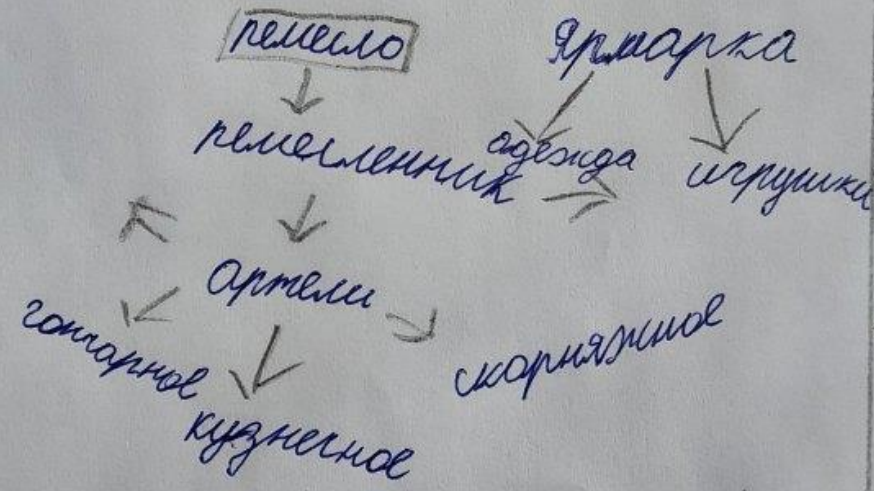 ремесло
Ярмарка
ремесленник
одежда
игрушки
Артели
гончарное
кузнечное
скорняжное